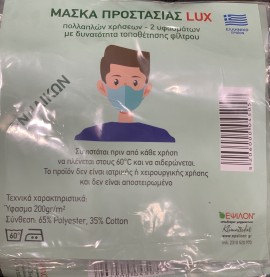 ΜΑΣΚΑ ΠΡΟΣΤΑΣΙΑΣ LUX
πολλαπλών χρήσεων - 2 υφασμάτων
με δυνατότητα τοποθέτησης φίλτρου
ΕΛΛΗΝΙΚΟ
Συνιστάται πριν από κάθε χρήση
να πλένεται στους 60°C και να σιδερώνεται.
Το προϊόν δεν είναι ιατρικής ή χειρουργικής χρήσης
και δεν είναι αποστειρωμένο
Τεχνικά χαρακτηριστικά:
Ύφασμα 200gr/m²
Σύνθεση: 65% Polyester, 35% Cotton
60°
ΕΨΙΛΟΝ